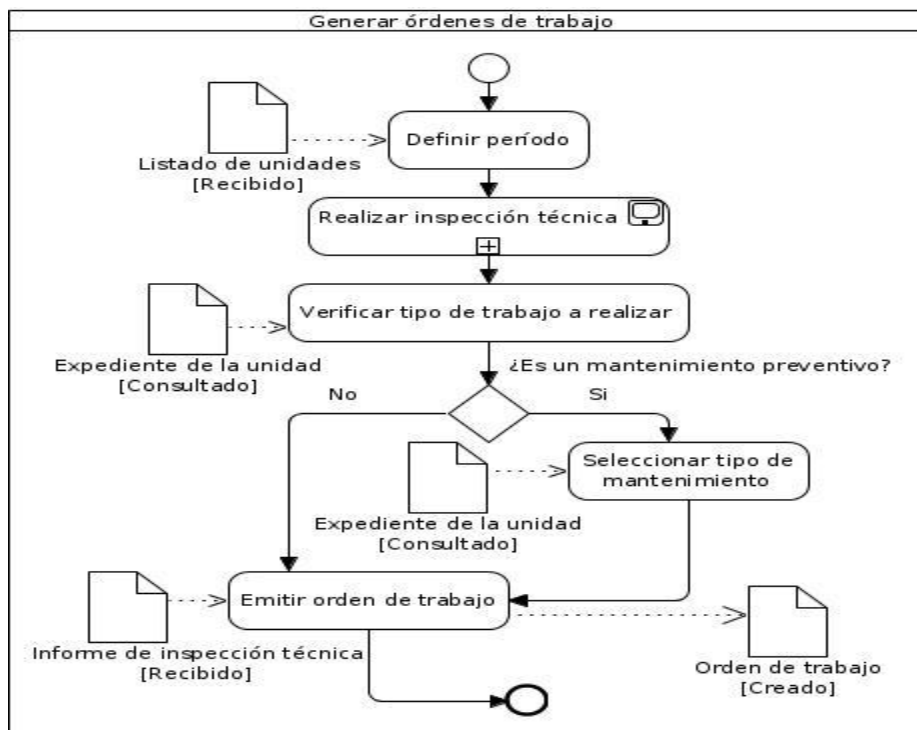 Generar órdenes de trabajo
Definir período
Listado de unidades
[Recibido]
Realizar inspección técnica
Verificar tipo de trabajo a realizar
Expediente de la unidad
[Consultado]
¿Es un mantenimiento preventivo?
No
Si
Seleccionar tipo de
mantenimiento
Expediente de la unidad
[Consultado]
Emitir orden de trabajo
Informe de inspección técnica
[Recibido]
Orden de trabajo
[Creado]